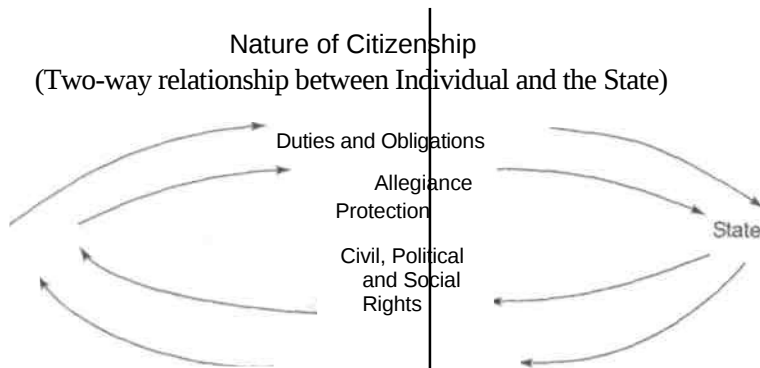 Nature of Citizenship
(Two-way relationship between Individual and the State)
Duties and Obligations
Allegiance
Protection
State
Civil, Political
and Social
Rights